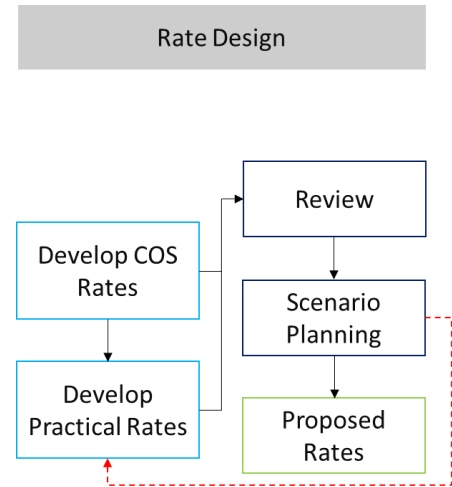 Rate Design
Develop COS
Rates
Develop
Practical Rates
Review
Scenario
Planning
Proposed
Rates